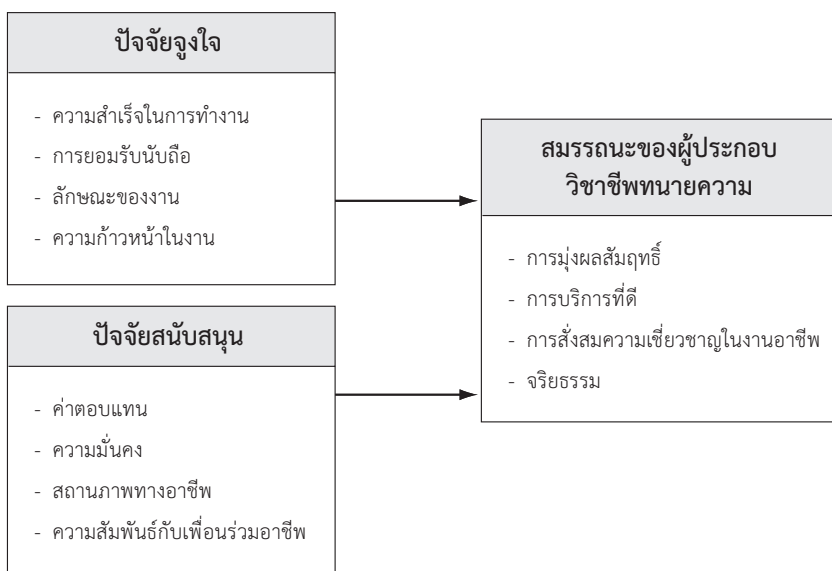 ปัจจัยจูงใจ
- ความสำเร็จในการทำงาน
- การยอมรับนับถือ
- ลักษณะของงาน
- ความก้าวหน้าในงาน
ปัจจัยสนับสนุน
- ค่าตอบแทน
- ความมั่นคง
- สถานภาพทางอาชีพ
- ความสัมพันธ์กับเพื่อนร่วมอาชีพ
สมรรถนะของผู้ประกอบ
วิชาชีพทนายความ
- การมุ่งผลสัมฤทธิ์
- การบริการที่ดี
- การสั่งสมความเชี่ยวชาญในงานอาชีพ
- จริยธรรม